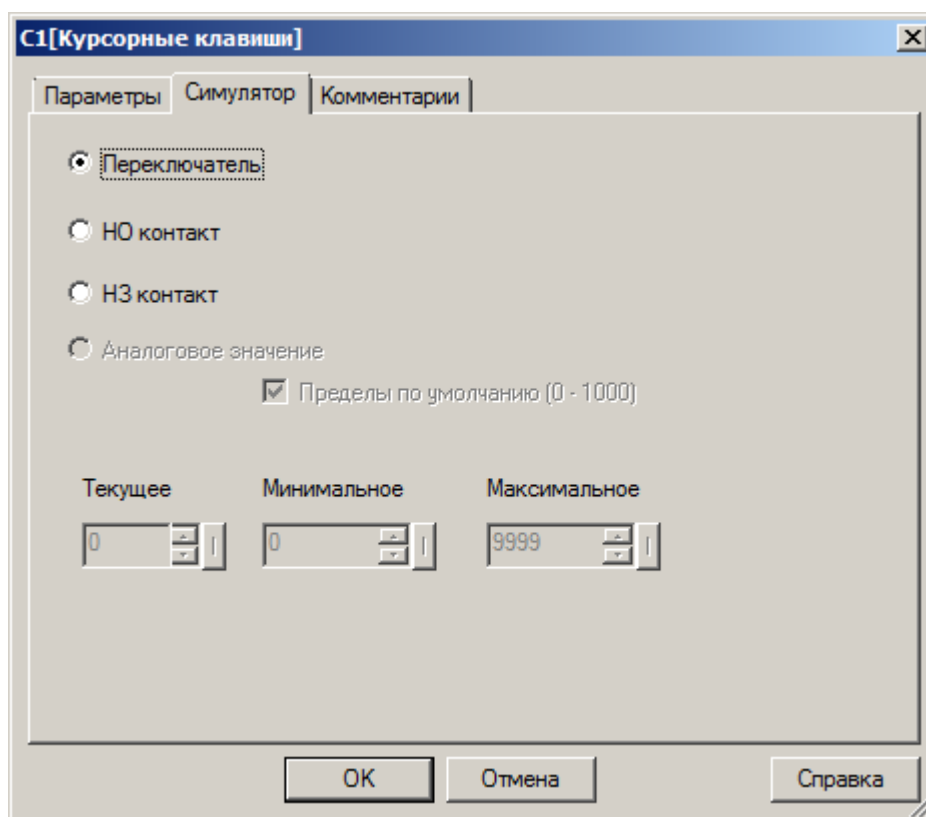 C1[Курсорные клавиши]
Параметры Симулятор Комментарии
Переключатель
НО контакт
НЗ контакт
Аналоговое значение
Пределы по умолчанию (0 - 1000)
Текущее Минимальное Максимальное
0 0 9999
OK Отмена Справка